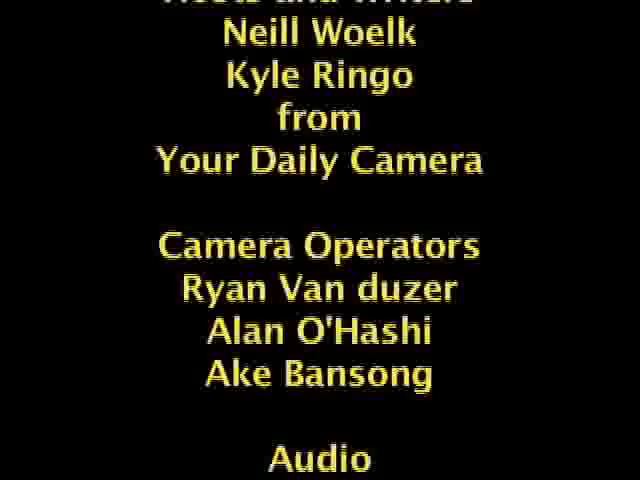 Neill Woelk
Kyle Ringo
from
Your Daily Camera
Camera Operators
Ryan Van duzer
Alan O'Hashi
Ake Bansong
Audio